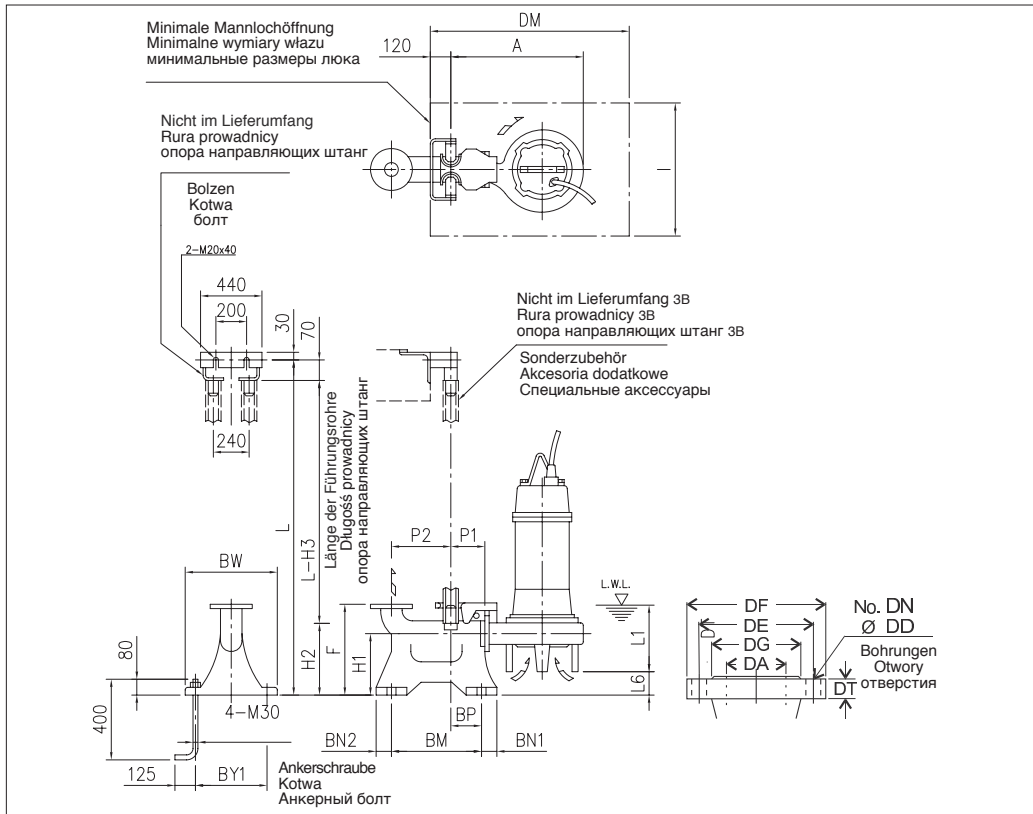 Minimale Mannlochöffnung
Minimalne wymiary włazu
минимальные размеры люка
DM
120
A
I
Nicht im Lieferumfang
Rura prowadnicy
опора направляющих штанг
Bolzen
Kotwa
болт
2-M20x40
440
200
30
70
240
Nicht im Lieferumfang 3B
Rura prowadnicy 3B
опора направляющих штанг 3B
Sonderzubehör
Akcesoria dodatkowe
Специальные аксессуары
Länge der Führungsrohre
Długość prowadnicy
опора направляющих штанг
L
L-H3
P2
P1
BW
L.W.L.
L1
L6
H2
F
H1
80
400
4-M30
BP
BN2
BM
BN1
125
BY1
Ankerschraube
Kotwa
Анкерный болт
DF
DE
DG
DA
DT
No. DN
Ø DD
Bohrungen
Otwory
отверстия